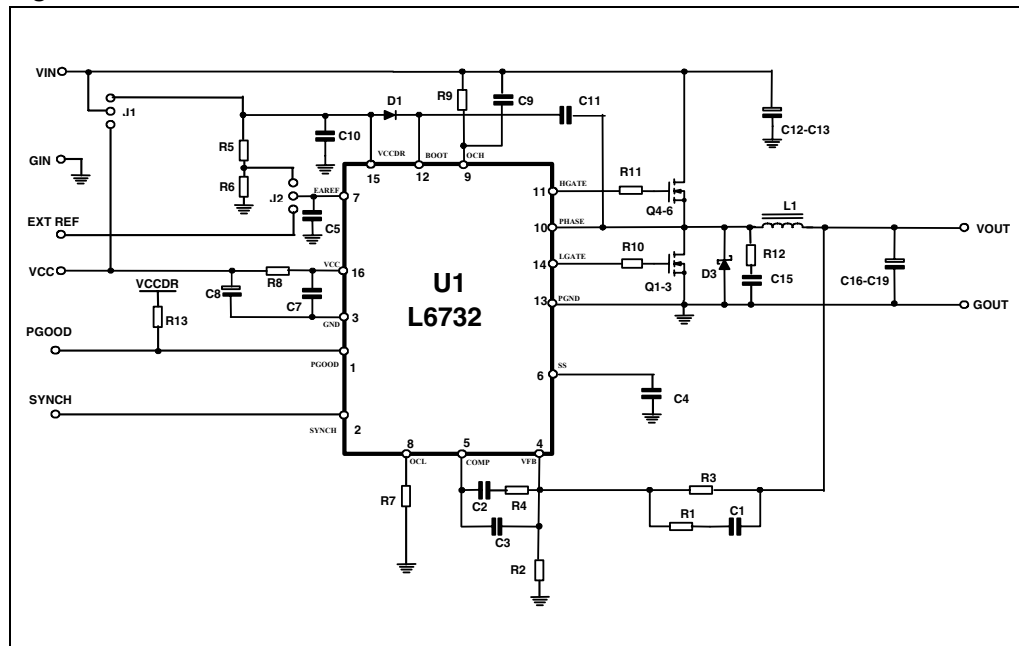 VIN
J1
R9
C9
D1
C11
C12-C13
C10
R5
VCCDR
BOOT
OCH
15
12
9
GIN
R6
J2
EAREF
7
C5
11
HGATE
R11
Q4-6
L1
EXT REF
10
PHASE
VOUT
VCC
R8
16
VCC
14
LGATE
R10
Q1-3
D3
R12
C15
C16-C19
U1
L6732
VCCDR
C8
C7
3
GND
13
PGND
GOUT
R13
PGOOD
1
PGOOD
6
SS
C4
SYNCH
2
SYNCH
8
OCL
5
COMP
4
VFB
R7
C2
R4
C3
R2
R3
R1
C1